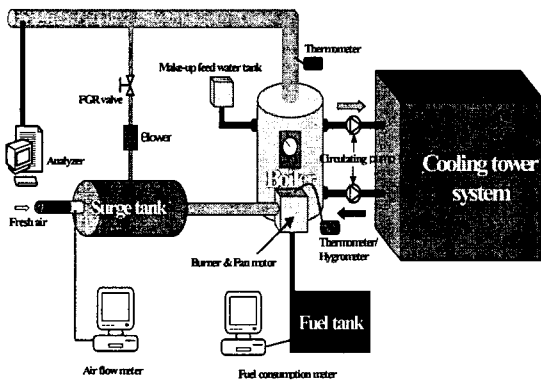 Thermometer
Make-up feed water tank
FGR valve
Blower
Analyzer
Circulating pump
Cooling tower
system
Boiler
Surge tank
Fresh air
Thermometer/
Hygrometer
Burner & Fan motor
Fuel tank
Air flow meter
Fuel consumption meter